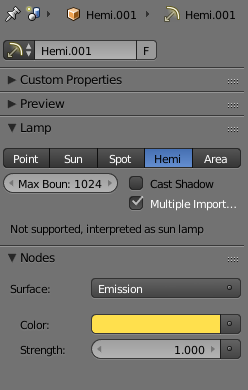 Hemi.001 Hemi.001
Hemi.001 F
Custom Properties
Preview
Lamp
Point Sun Spot Hemi Area
Max Boun: 1024 Cast Shadow
Multiple Import...
Not supported, interpreted as sun lamp
Nodes
Surface: Emission
Color:
Strength: 1.000